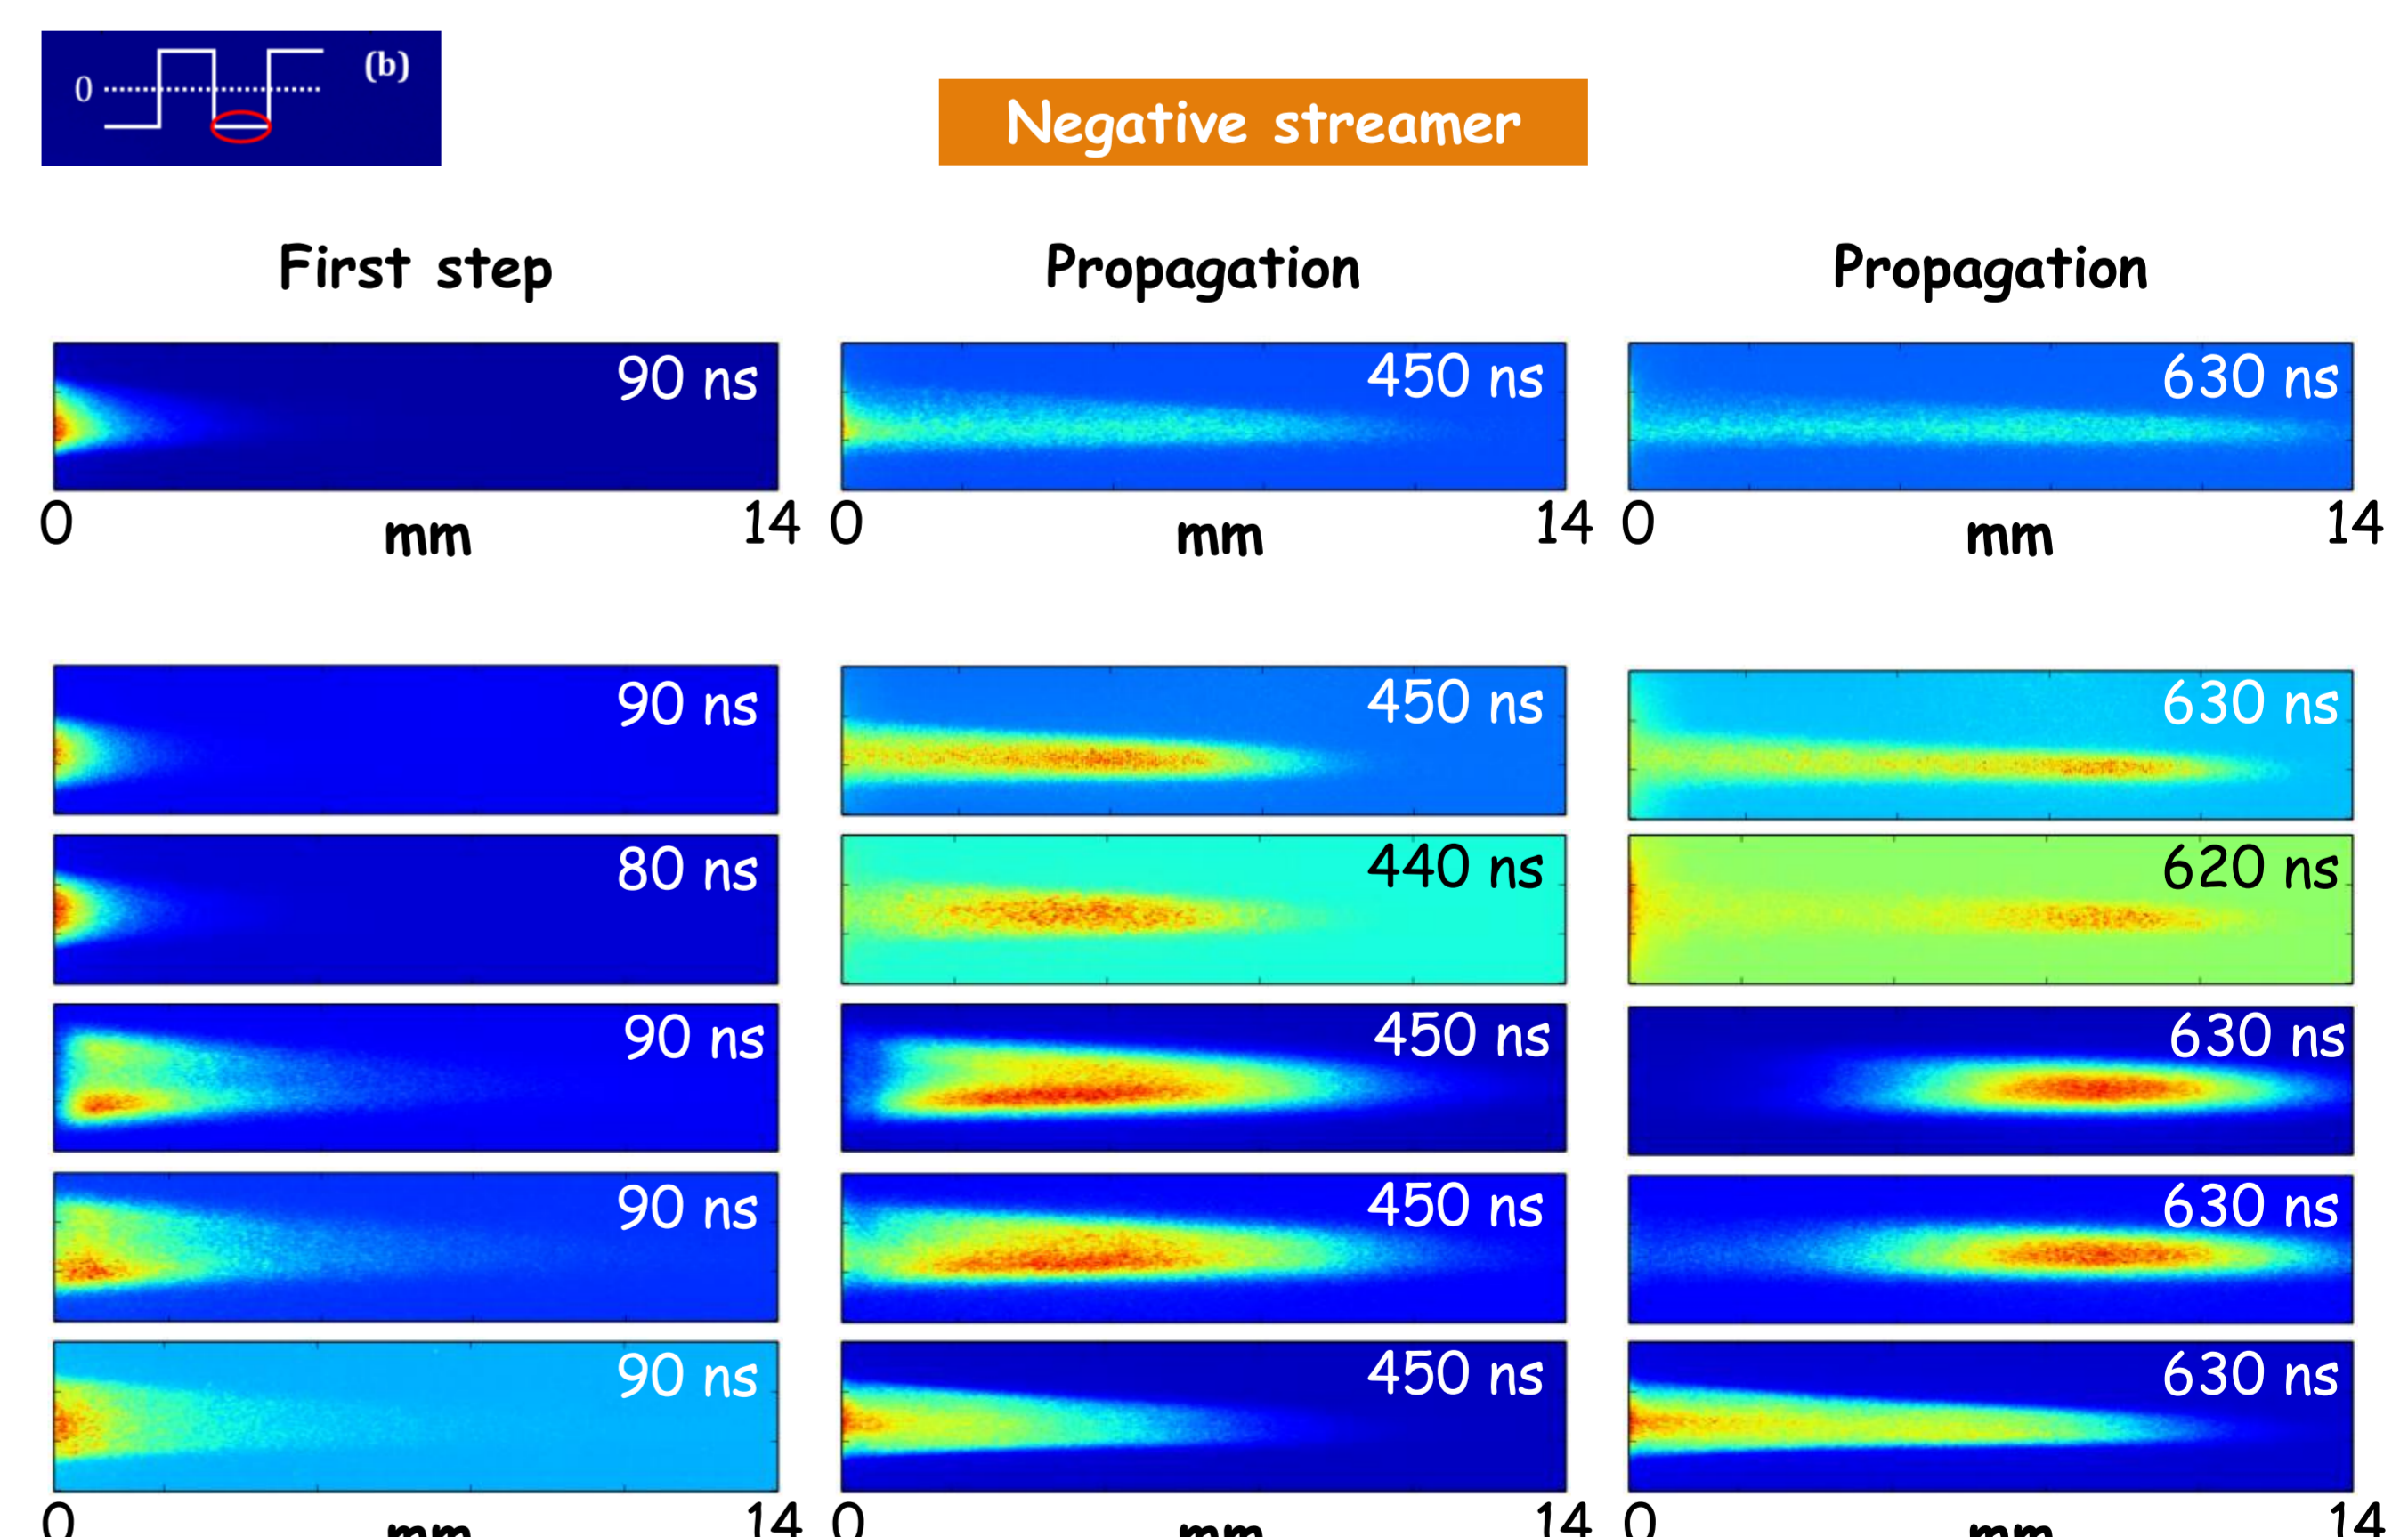 (b)
0
Negative streamer
First step Propagation Propagation
90 ns 450 ns 630 ns
0 mm 14 0 mm 14 0 mm 14
90 ns 450 ns 630 ns
80 ns 440 ns 620 ns
90 ns 450 ns 630 ns
90 ns 450 ns 630 ns
90 ns 450 ns 630 ns
0 mm 14 0 mm 14 0 mm 14